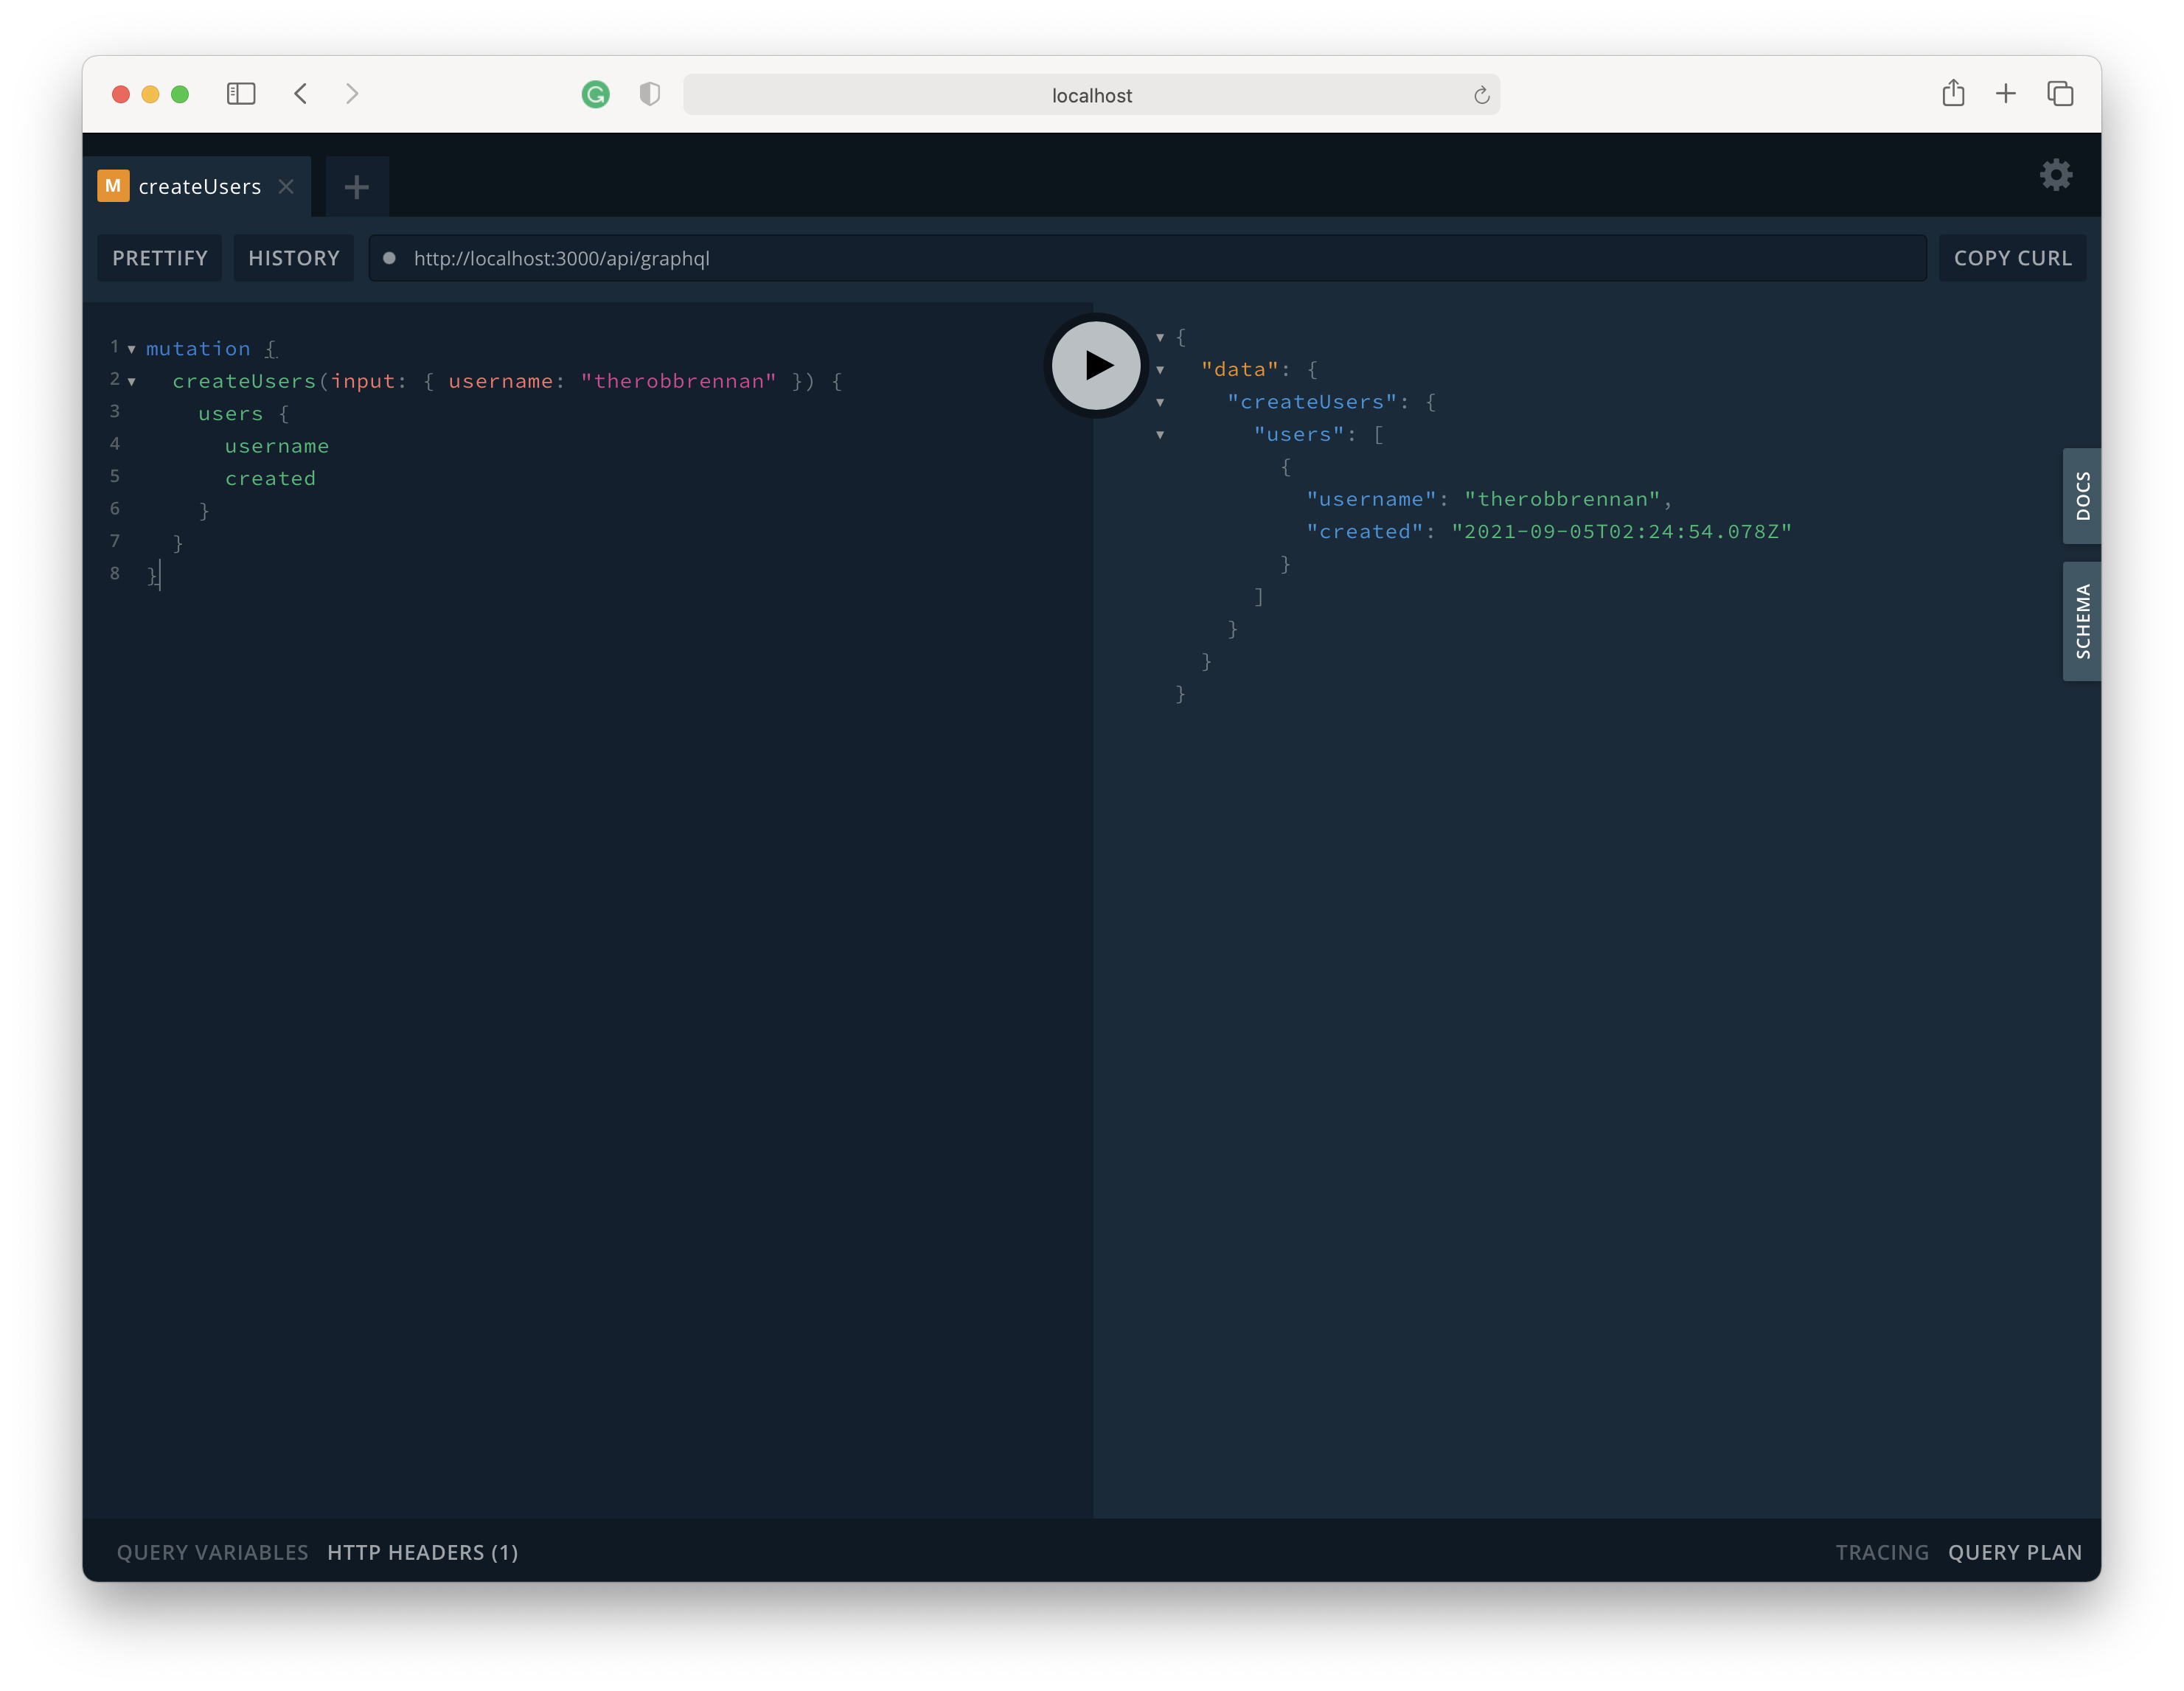 localhost
M createUsers
PRETTIFY HISTORY http://localhost:3000/api/graphql COPY CURL
1 mutation {
2 createUsers(input: { username: "therobbrennan" }) {
3 users {
4 username
5 created
6 }
7 }
8 }
{
"data": {
"createUsers": {
"users": [
{
"username": "therobbrennan",
"created": "2021-09-05T02:24:54.078Z"
}
]
}
}
}
DOCS
SCHEMA
QUERY VARIABLES HTTP HEADERS (1) TRACING QUERY PLAN